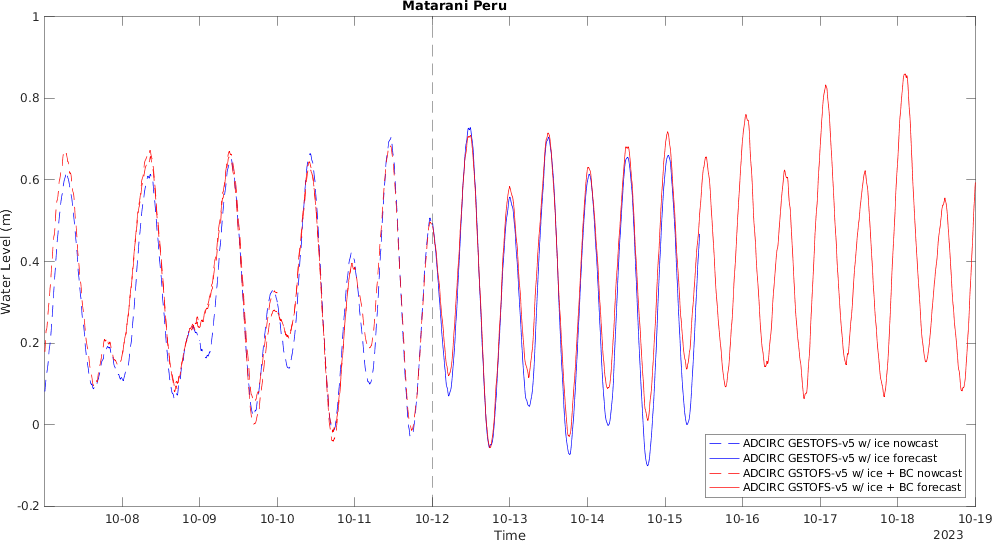 Matarani Peru
1
0.8
0.6
0.4
0.2
0
-0.2
Water Level (m)
10-08 10-09 10-10 10-11 10-12 10-13 10-14 10-15 10-16 10-17 10-18 10-19
Time
2023
ADCIRC GESTOFS-v5 w/ ice nowcast
ADCIRC GESTOFS-v5 w/ ice forecast
ADCIRC GSTOFS-v5 w/ ice + BC nowcast
ADCIRC GSTOFS-v5 w/ ice + BC forecast